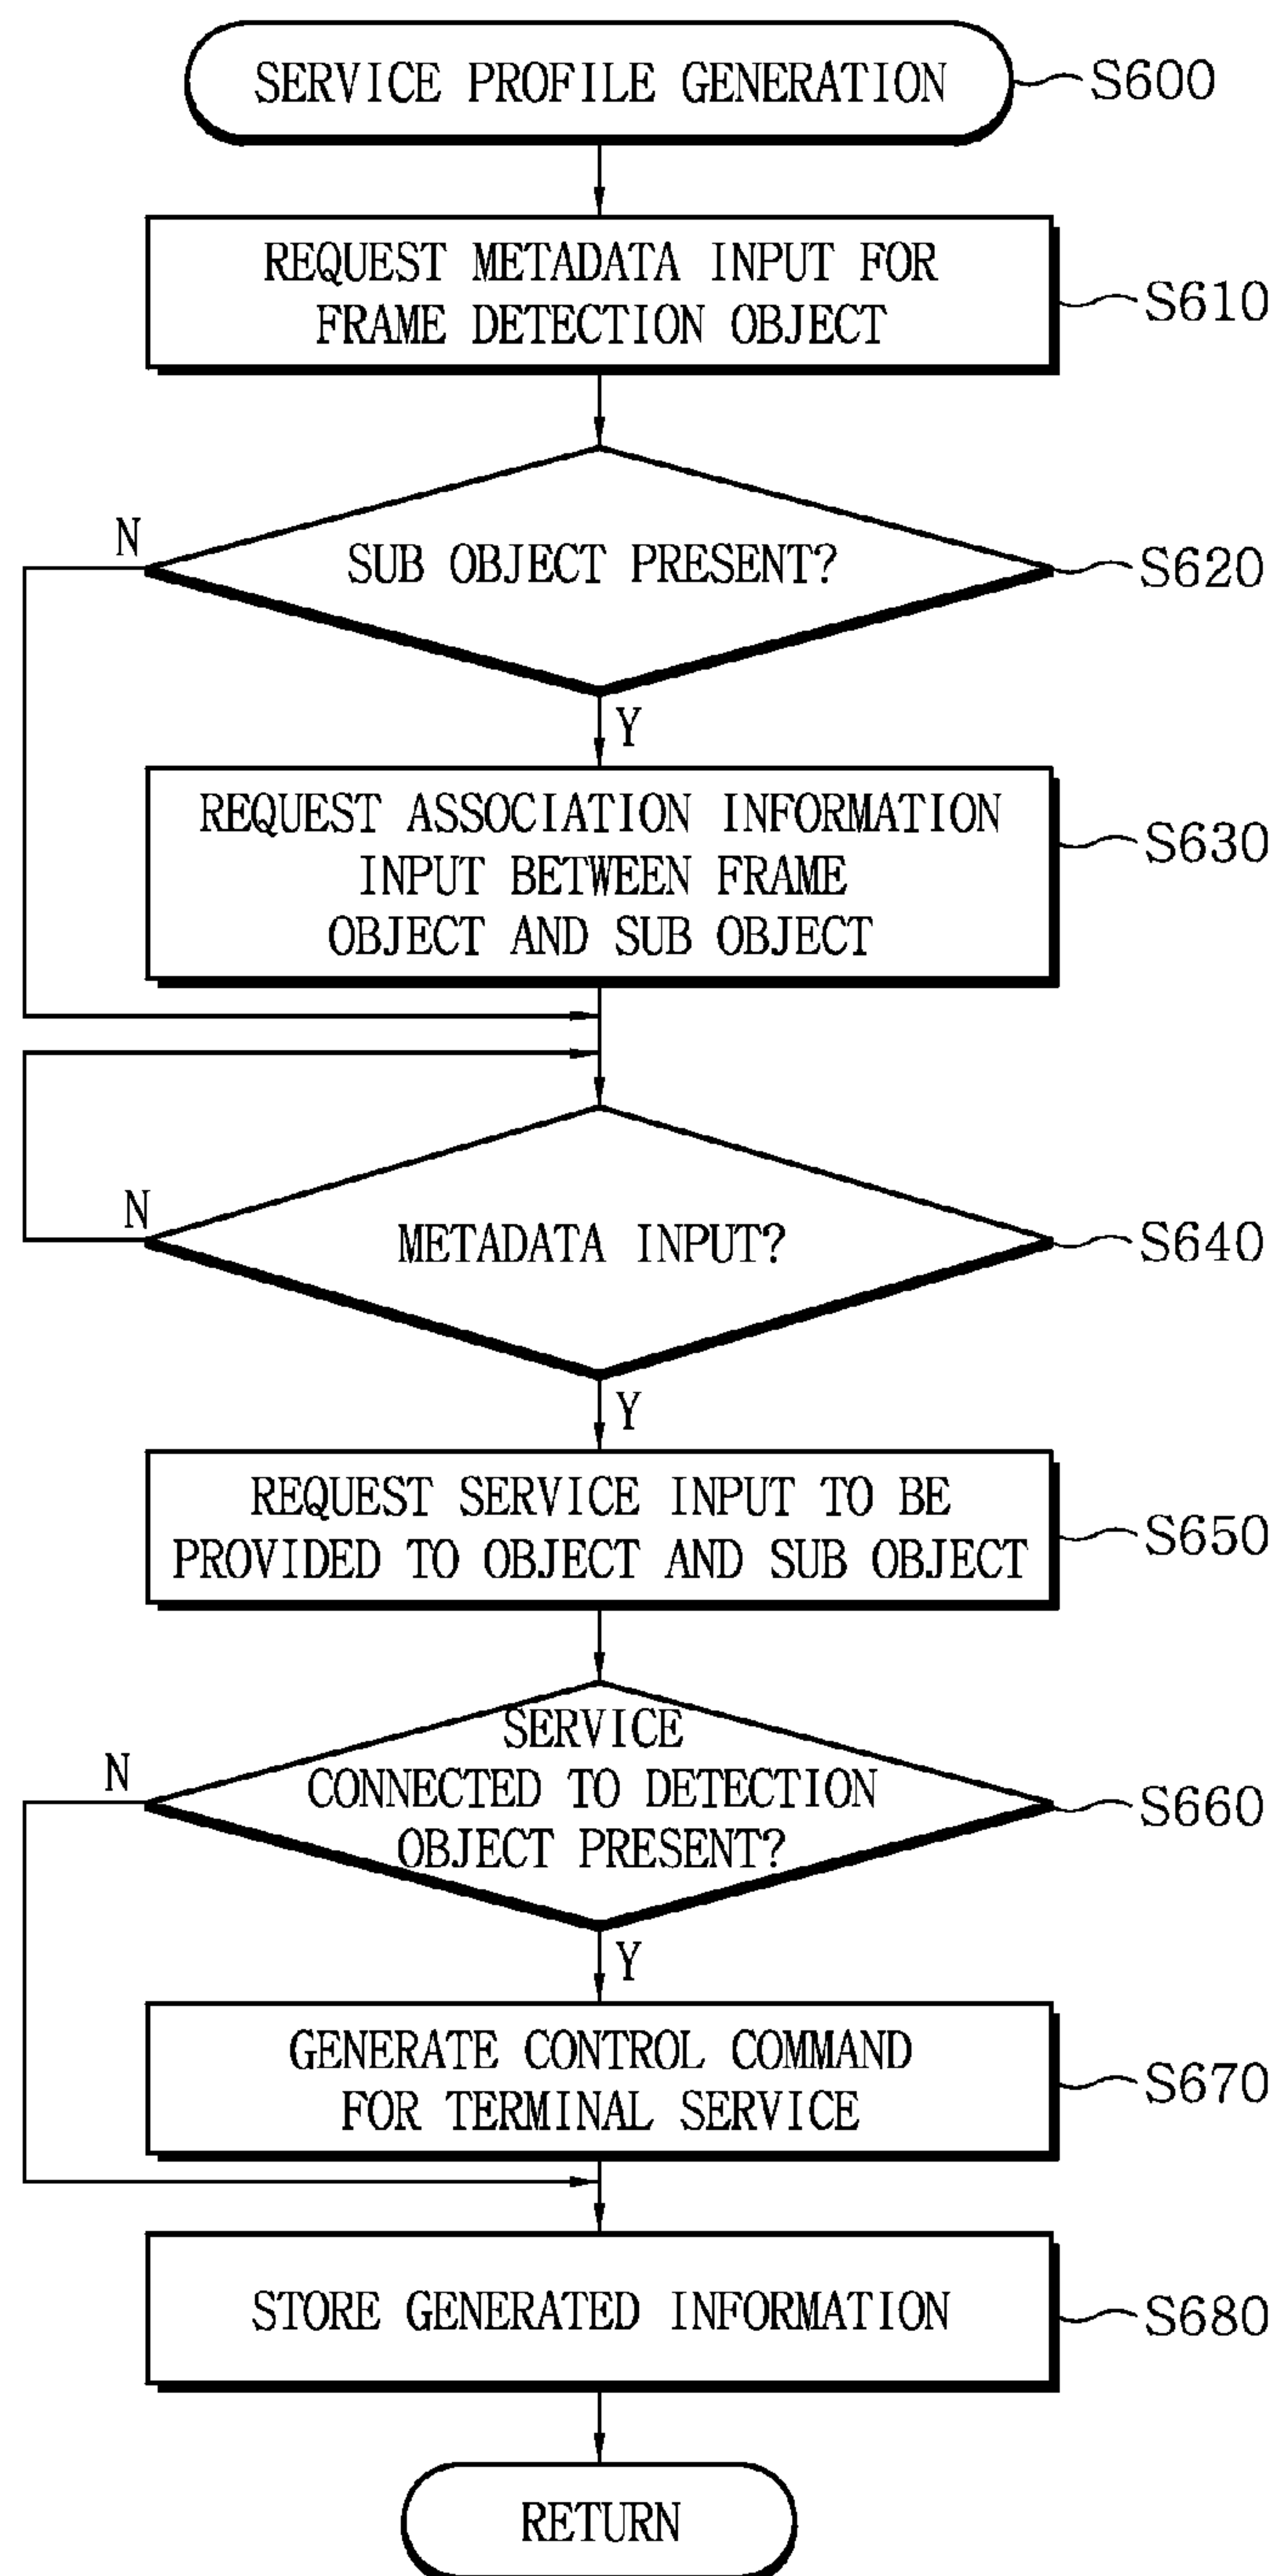 SERVICE PROFILE GENERATION
S600
REQUEST METADATA INPUT FOR
FRAME DETECTION OBJECT
S610
N
SUB OBJECT PRESENT?
S620
Y
REQUEST ASSOCIATION INFORMATION
INPUT BETWEEN FRAME
OBJECT AND SUB OBJECT
S630
N
METADATA INPUT?
S640
Y
REQUEST SERVICE INPUT TO BE
PROVIDED TO OBJECT AND SUB OBJECT
S650
N
SERVICE
CONNECTED TO DETECTION
OBJECT PRESENT?
S660
Y
GENERATE CONTROL COMMAND
FOR TERMINAL SERVICE
S670
STORE GENERATED INFORMATION
S680
RETURN